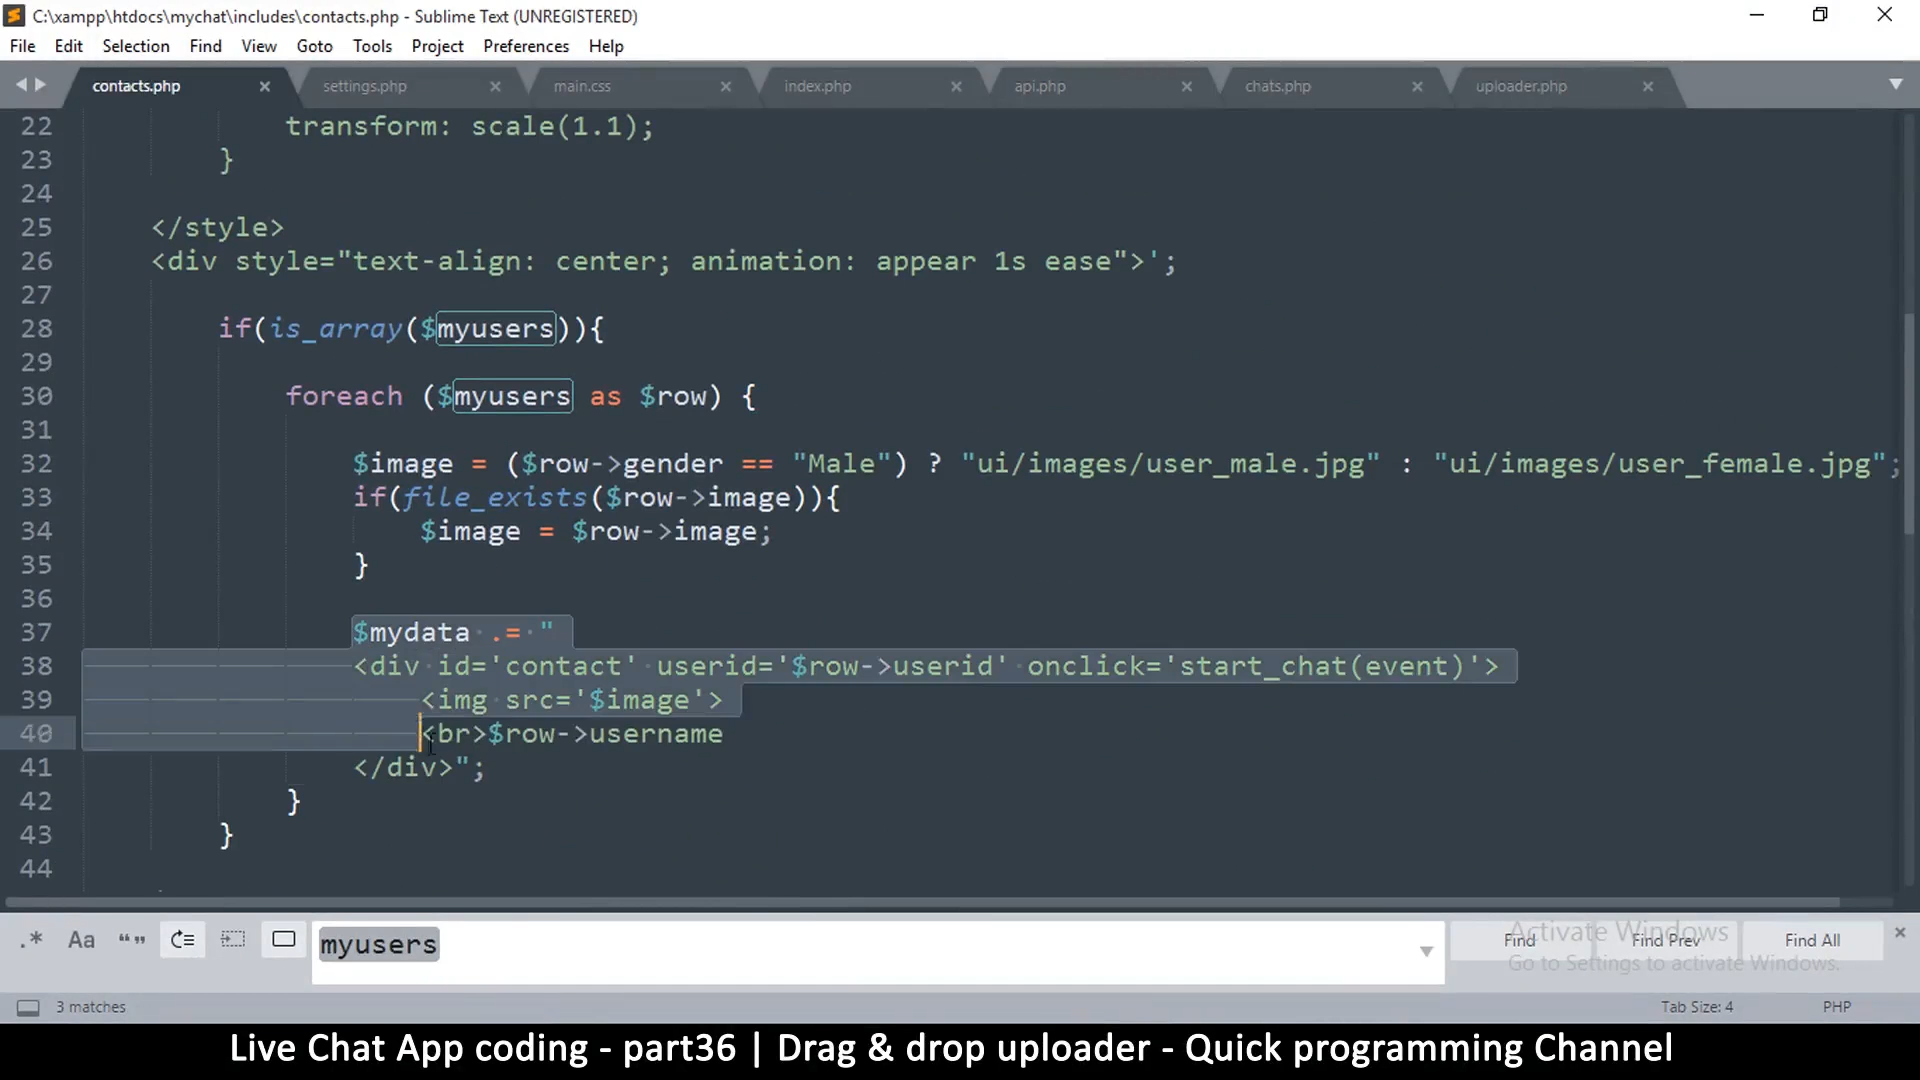 C:\xampp\htdocs\mychat\includes\contacts.php - Sublime Text (UNREGISTERED)
File Edit Selection Find View Goto Tools Project Preferences Help
contacts.php settings.php main.css index.php api.php chats.php uploader.php
22 transform: scale(1.1);
23 }
24
25 </style>
26 <div style="text-align: center; animation: appear 1s ease">';
27
28 if(is_array($myusers)){
29
30 foreach ($myusers as $row) {
31
32 $image = ($row->gender == "Male") ? "ui/images/user_male.jpg" : "ui/images/user_female.jpg";
33 if(file_exists($row->image)){
34 $image = $row->image;
35 }
36
37 $mydata .= "
38 <div id='contact' userid='$row->userid' onclick='start_chat(event)'>
39 <img src='$image'>
40 <br>$row->username
41 </div>";
42 }
43 }
44
.* Aa “” myusers Find Find Prev Find All
Activate Windows
Go to Settings to activate Windows.
3 matches Tab Size: 4 PHP
Live Chat App coding - part36 | Drag & drop uploader - Quick programming Channel